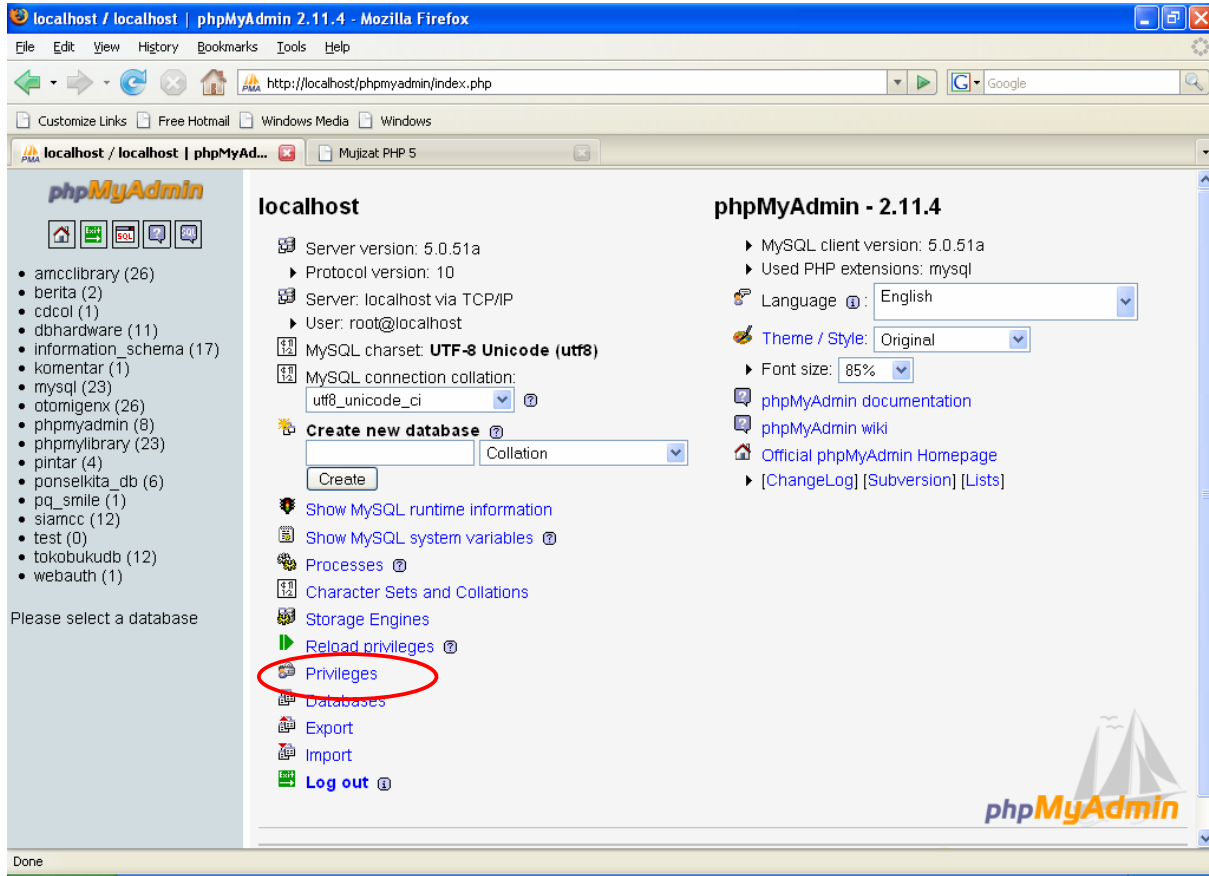 localhost / localhost | phpMyAdmin 2.11.4 - Mozilla Firefox
File Edit View History Bookmarks Tools Help
PMA http://localhost/phpmyadmin/index.php G Google
Customize Links Free Hotmail Windows Media Windows
PMA localhost / localhost | phpMyAd... Mujizat PHP 5
phpMyAdmin
Exit SQL ? SQL
amcclibrary (26)
berita (2)
cdcol (1)
dbhardware (11)
information_schema (17)
komentar (1)
mysql (23)
otomigenx (26)
phpmyadmin (8)
phpmylibrary (23)
pintar (4)
ponselkita_db (6)
pq_smile (1)
siamcc (12)
test (0)
tokobukudb (12)
webauth (1)
Please select a database
localhost
Server version: 5.0.51a
Protocol version: 10
Server: localhost via TCP/IP
User: root@localhost
MySQL charset: UTF-8 Unicode (utf8)
MySQL connection collation:
utf8_unicode_ci
Create new database
Collation
Create
Show MySQL runtime information
Show MySQL system variables
Processes
Character Sets and Collations
Storage Engines
Reload privileges
Privileges
Databases
Export
Import
Log out
phpMyAdmin - 2.11.4
MySQL client version: 5.0.51a
Used PHP extensions: mysql
Language : English
Theme / Style: Original
Font size: 85%
phpMyAdmin documentation
phpMyAdmin wiki
Official phpMyAdmin Homepage
[ChangeLog] [Subversion] [Lists]
phpMyAdmin
Done